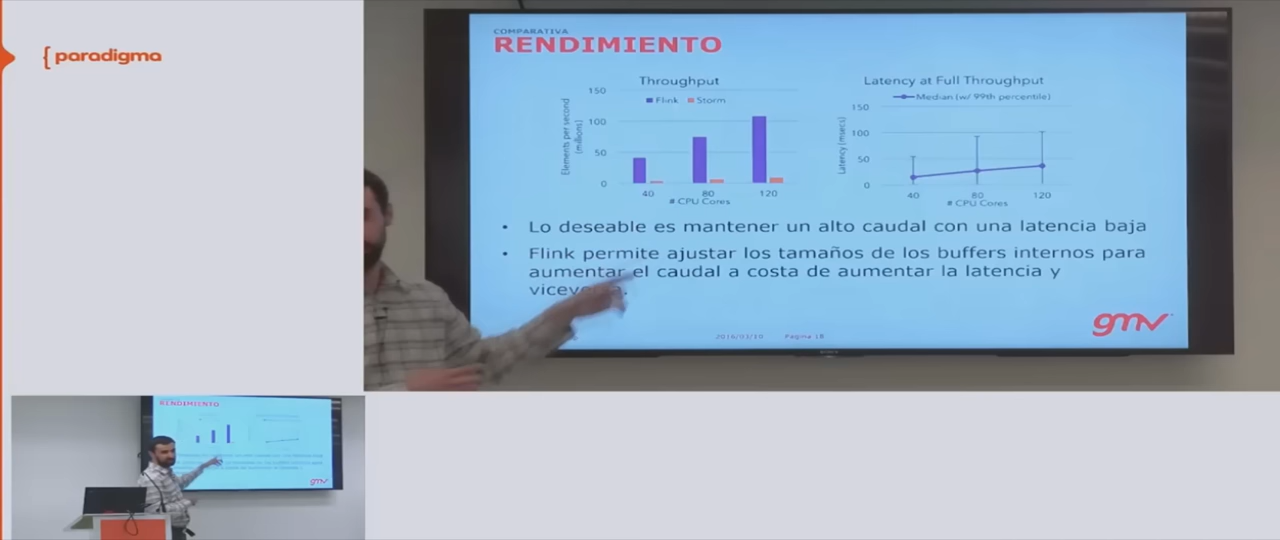 { paradigma
COMPARATIVA
RENDIMIENTO
Throughput
Elements per second
(millions)
150
100
50
0
Flink
Storm
40
80
120
# CPU Cores
Latency at Full Throughput
Median (w/ 99th percentile)
Latency (msecs)
150
100
50
0
40
80
120
# CPU Cores
• Lo deseable es mantener un alto caudal con una latencia baja
• Flink permite ajustar los tamaños de los buffers internos para
aumentar el caudal a costa de aumentar la latencia y
viceversa.
2016/03/10 Página 18
gmv
RENDIMIENTO
gmv